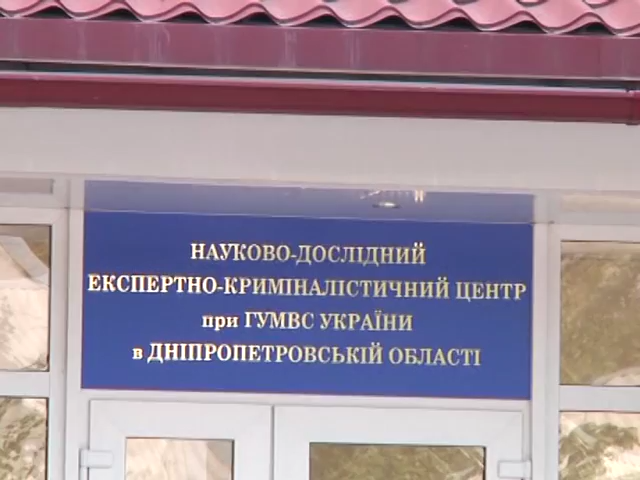 НАУКОВО-ДОСЛІДНИЙ
ЕКСПЕРТНО-КРИМІНАЛІСТИЧНИЙ ЦЕНТР
при ГУМВС УКРАЇНИ
в ДНІПРОПЕТРОВСЬКІЙ ОБЛАСТІ